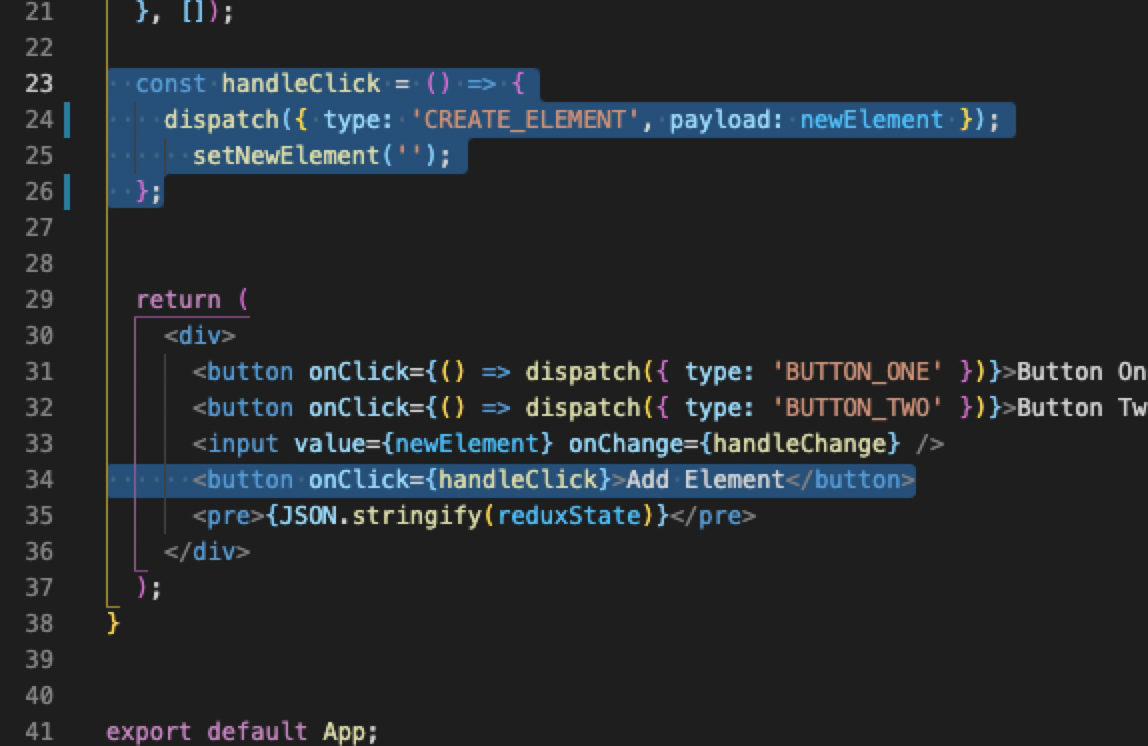 21 }, []);
22
23 const handleClick = () => {
24 dispatch({ type: 'CREATE_ELEMENT', payload: newElement });
25 setNewElement('');
26 };
27
28
29 return (
30 <div>
31 <button onClick={() => dispatch({ type: 'BUTTON_ONE' })}>Button On
32 <button onClick={() => dispatch({ type: 'BUTTON_TWO' })}>Button Tw
33 <input value={newElement} onChange={handleChange} />
34 <button onClick={handleClick}>Add Element</button>
35 <pre>{JSON.stringify(reduxState)}</pre>
36 </div>
37 );
38 }
39
40
41 export default App;